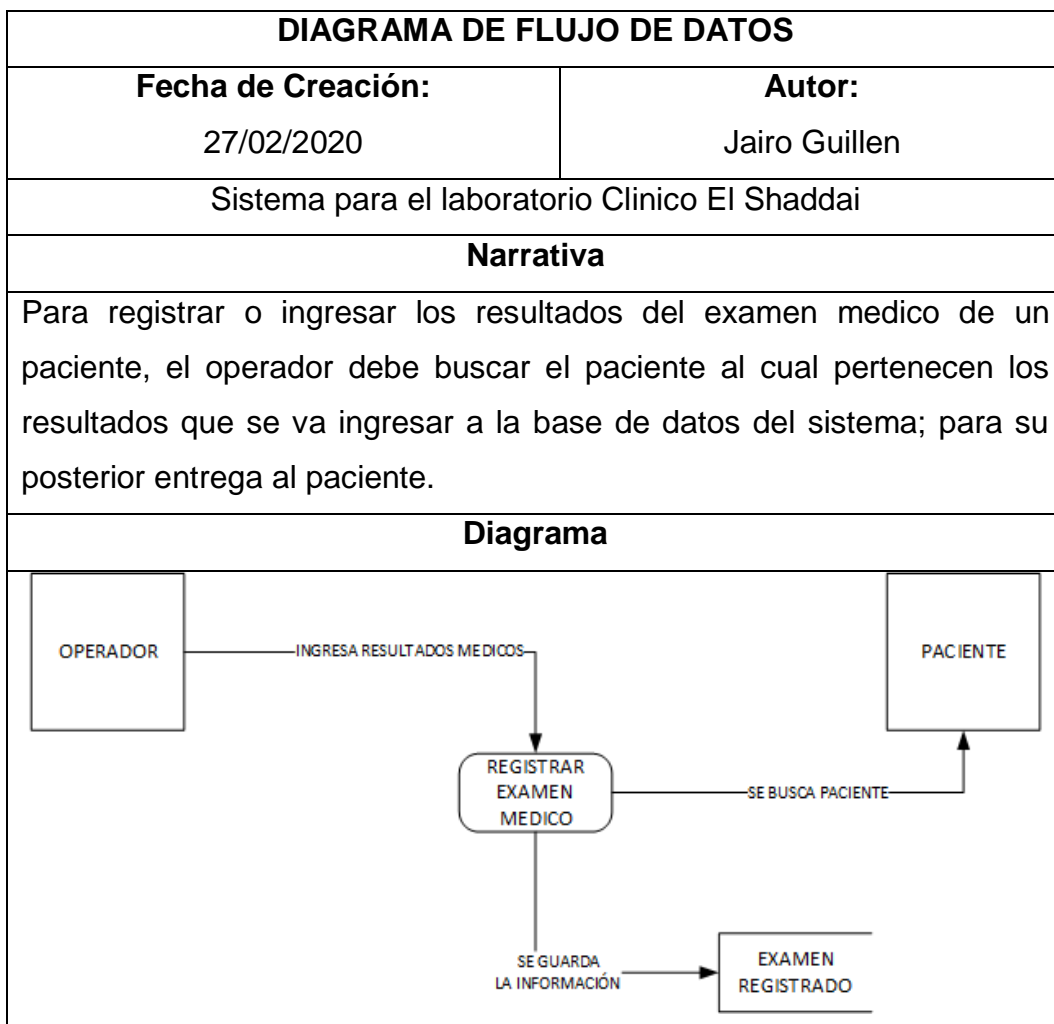 DIAGRAMA DE FLUJO DE DATOS
Fecha de Creación:
27/02/2020
Autor:
Jairo Guillen
Sistema para el laboratorio Clinico El Shaddai
Narrativa
Para registrar o ingresar los resultados del examen medico de un
paciente, el operador debe buscar el paciente al cual pertenecen los
resultados que se va ingresar a la base de datos del sistema; para su
posterior entrega al paciente.
Diagrama
OPERADOR
INGRESA RESULTADOS MEDICOS
PACIENTE
REGISTRAR
EXAMEN
MEDICO
SE BUSCA PACIENTE
SE GUARDA
LA INFORMACIÓN
EXAMEN
REGISTRADO